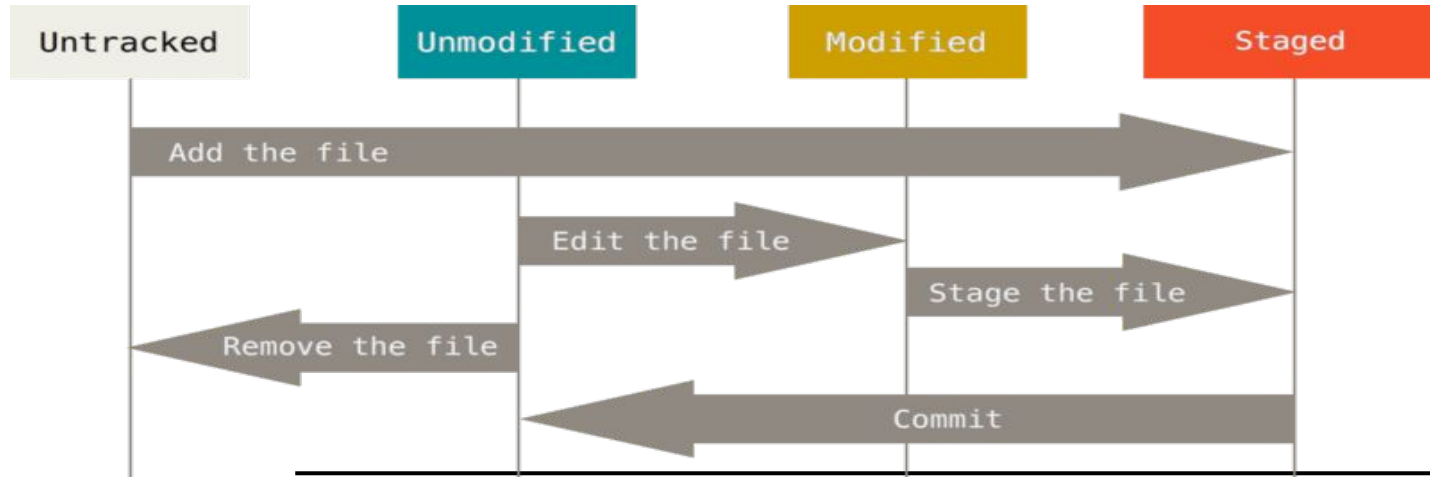 Untracked
Unmodified
Modified
Staged
Add the file
Edit the file
Stage the file
Remove the file
Commit